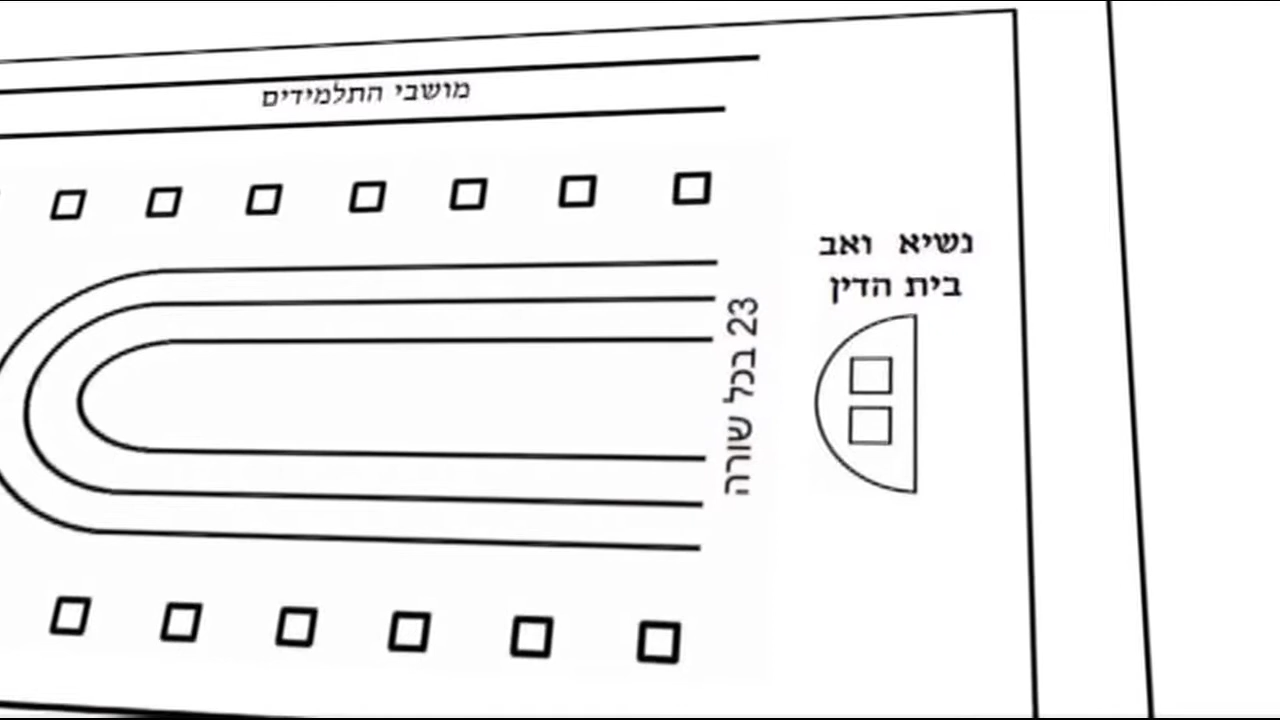 מושבי התלמידים
נשיא ואב
בית הדין
23 בכל שורה